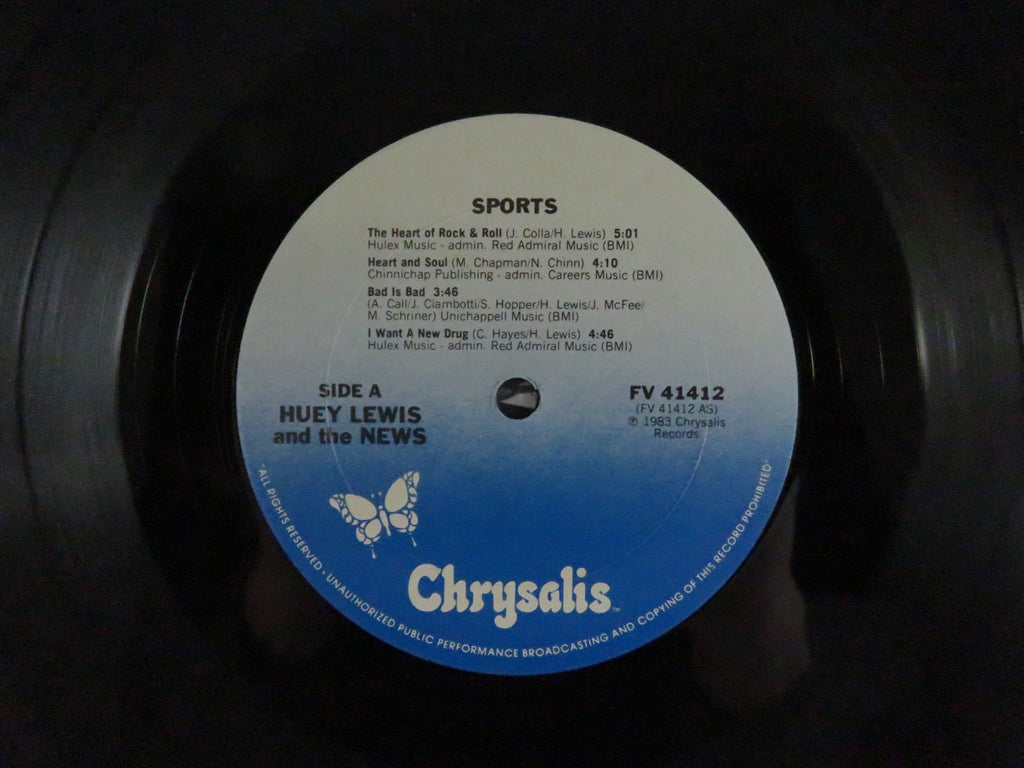 SPORTS
The Heart of Rock & Roll (J. Colla/H. Lewis) 5:01
Hulex Music - admin. Red Admiral Music (BMI)
Heart and Soul (M. Chapman/N. Chinn) 4:10
Chinnichap Publishing - admin. Careers Music (BMI)
Bad Is Bad 3:46
(A. Call/J. Ciambotti/S. Hopper/H. Lewis/J. McFee/
M. Schriner) Unichappell Music (BMI)
I Want A New Drug (C. Hayes/H. Lewis) 4:46
Hulex Music - admin. Red Admiral Music (BMI)
SIDE A
HUEY LEWIS
and the NEWS
FV 41412
(FV 41412 AS)
℗ 1983 Chrysalis
Records
Chrysalis™
"ALL RIGHTS RESERVED • UNAUTHORIZED PUBLIC PERFORMANCE BROADCASTING AND COPYING OF THIS RECORD PROHIBITED"